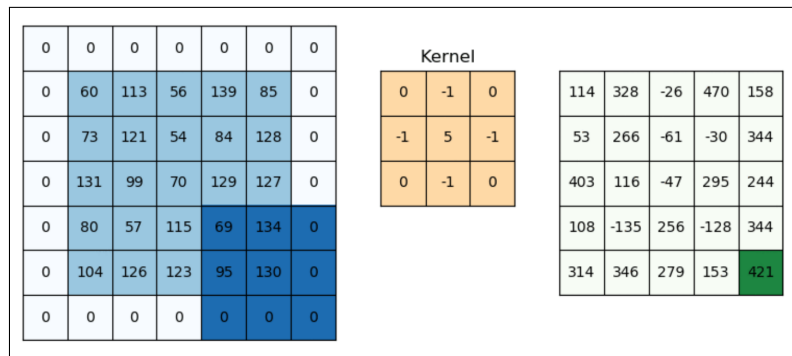 0 0 0 0 0 0 0
0 60 113 56 139 85 0
0 73 121 54 84 128 0
0 131 99 70 129 127 0
0 80 57 115 69 134 0
0 104 126 123 95 130 0
0 0 0 0 0 0 0
Kernel
0 -1 0
-1 5 -1
0 -1 0
114 328 -26 470 158
53 266 -61 -30 344
403 116 -47 295 244
108 -135 256 -128 344
314 346 279 153 421